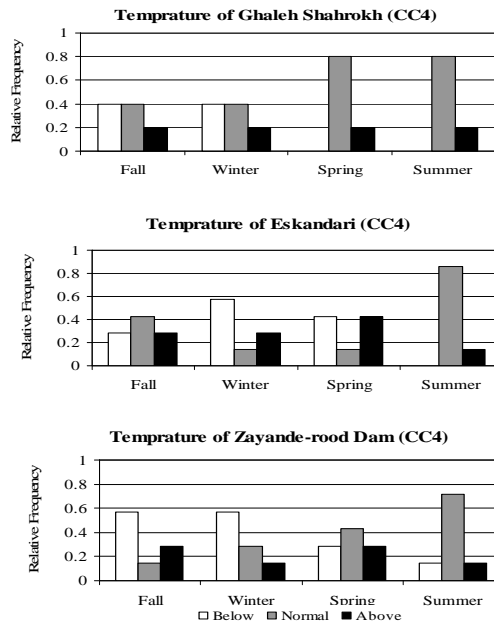 Temprature of Ghaleh Shahrokh (CC4)
Relative Frequency
1
0.8
0.6
0.4
0.2
0
Fall Winter Spring Summer
Temprature of Eskandari (CC4)
Relative Frequency
1
0.8
0.6
0.4
0.2
0
Fall Winter Spring Summer
Temprature of Zayande-rood Dam (CC4)
Relative Frequency
1
0.8
0.6
0.4
0.2
0
Fall Winter Spring Summer
Below Normal Above